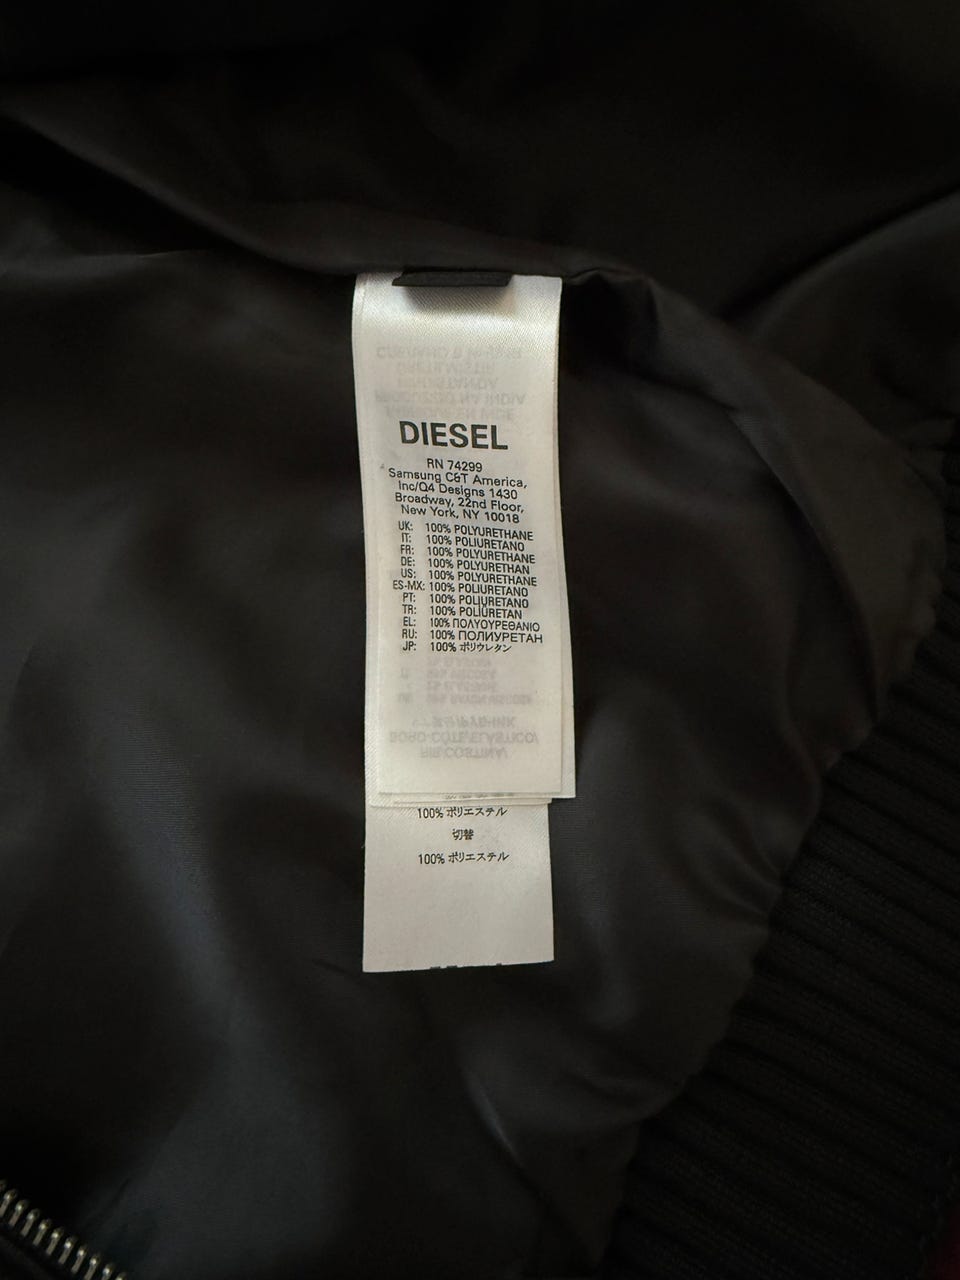 DIESEL
RN 74299
Samsung C&T America,
Inc/Q4 Designs 1430
Broadway, 22nd Floor,
New York, NY 10018
UK: 100% POLYURETHANE
IT: 100% POLIURETANO
FR: 100% POLYURETHANE
DE: 100% POLYURETHAN
US: 100% POLYURETHANE
ES-MX: 100% POLIURETANO
PT: 100% POLIURETANO
TR: 100% POLİÜRETAN
EL: 100% ΠΟΛΥΟΥΡΕΘΑΝΙΟ
RU: 100% ПОЛИУРЕТАН
JP: 100% ポリウレタン
100% ポリエステル
切替
100% ポリエステル